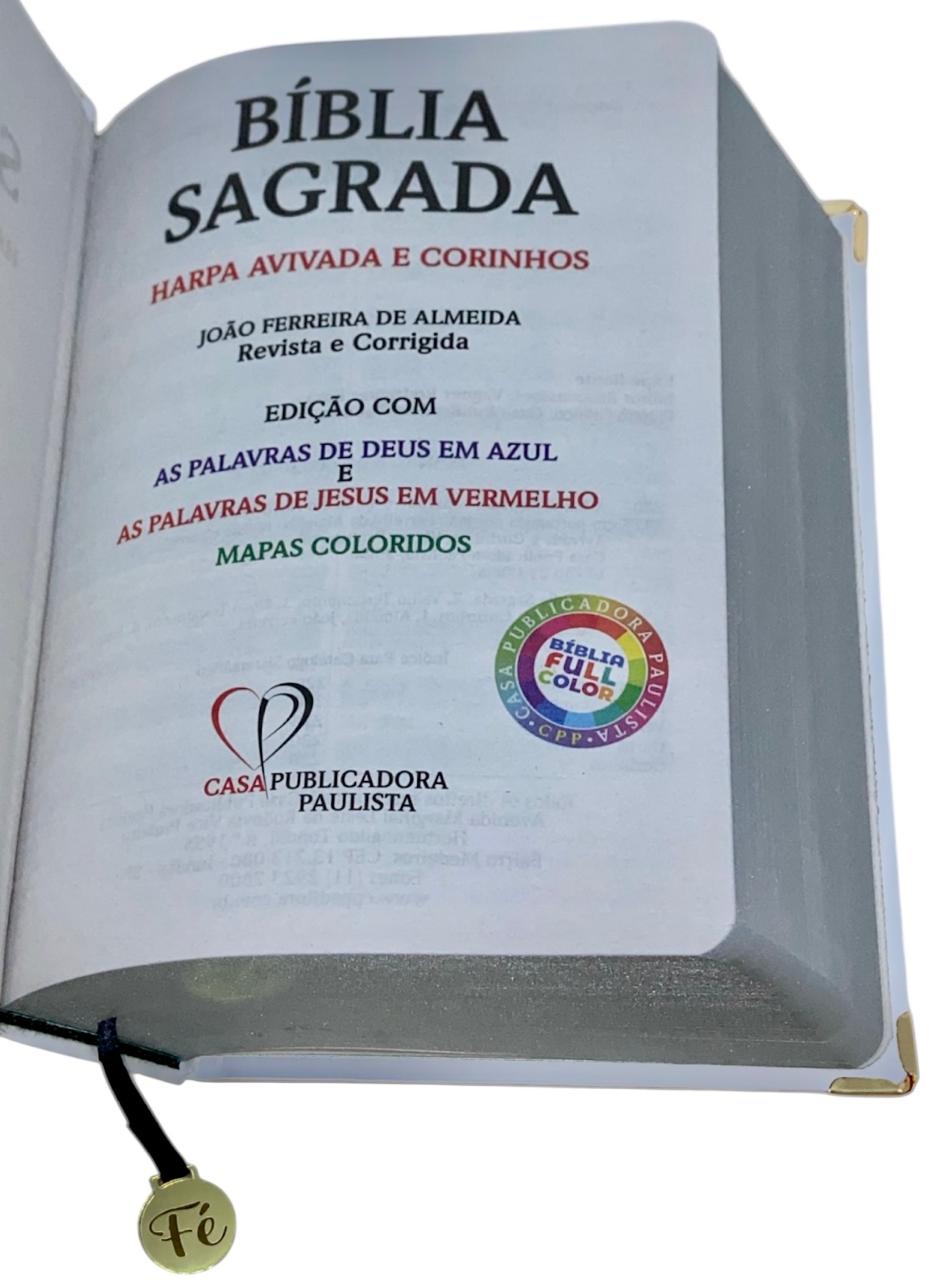 BÍBLIA
SAGRADA
HARPA AVIVADA E CORINHOS
JOÃO FERREIRA DE ALMEIDA
Revista e Corrigida
EDIÇÃO COM
AS PALAVRAS DE DEUS EM AZUL
E
AS PALAVRAS DE JESUS EM VERMELHO
MAPAS COLORIDOS
CASA PUBLICADORA PAULISTA
BÍBLIA
FULL
COLOR
• CPP •
CASA PUBLICADORA
PAULISTA
Fé